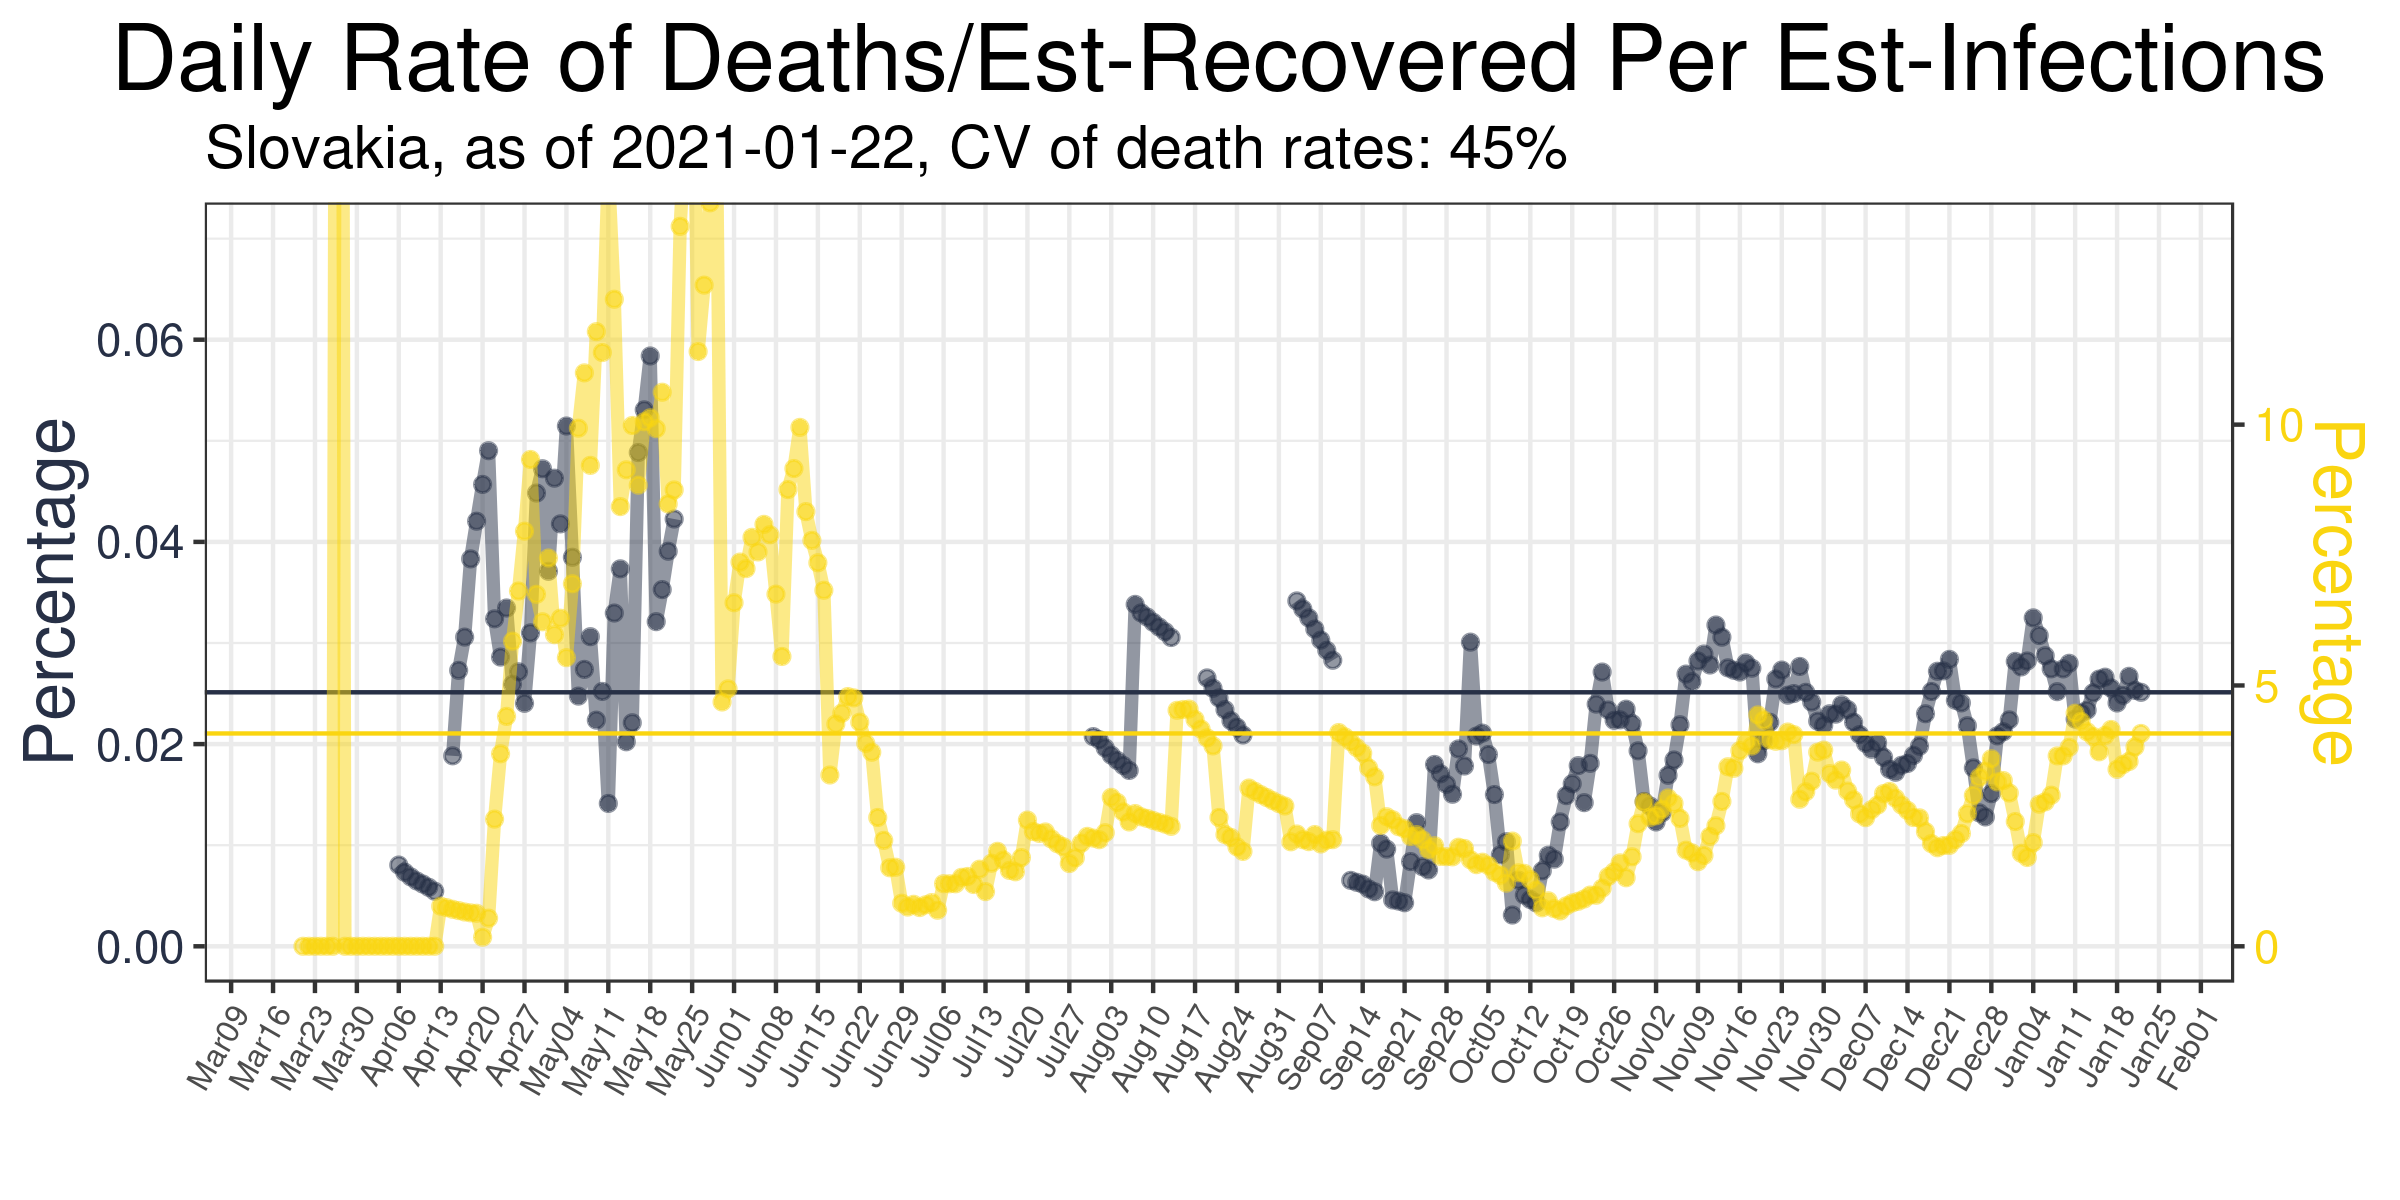 Daily Rate of Deaths/Est-Recovered Per Est-Infections
Slovakia, as of 2021-01-22, CV of death rates: 45%
Percentage
0.06
0.04
0.02
0.00
10
5
0
Percentage
Mar09 Mar16 Mar23 Mar30 Apr06 Apr13 Apr20 Apr27 May04 May11 May18 May25 Jun01 Jun08 Jun15 Jun22 Jun29 Jul06 Jul13 Jul20 Jul27 Aug03 Aug10 Aug17 Aug24 Aug31 Sep07 Sep14 Sep21 Sep28 Oct05 Oct12 Oct19 Oct26 Nov02 Nov09 Nov16 Nov23 Nov30 Dec07 Dec14 Dec21 Dec28 Jan04 Jan11 Jan18 Jan25 Feb01